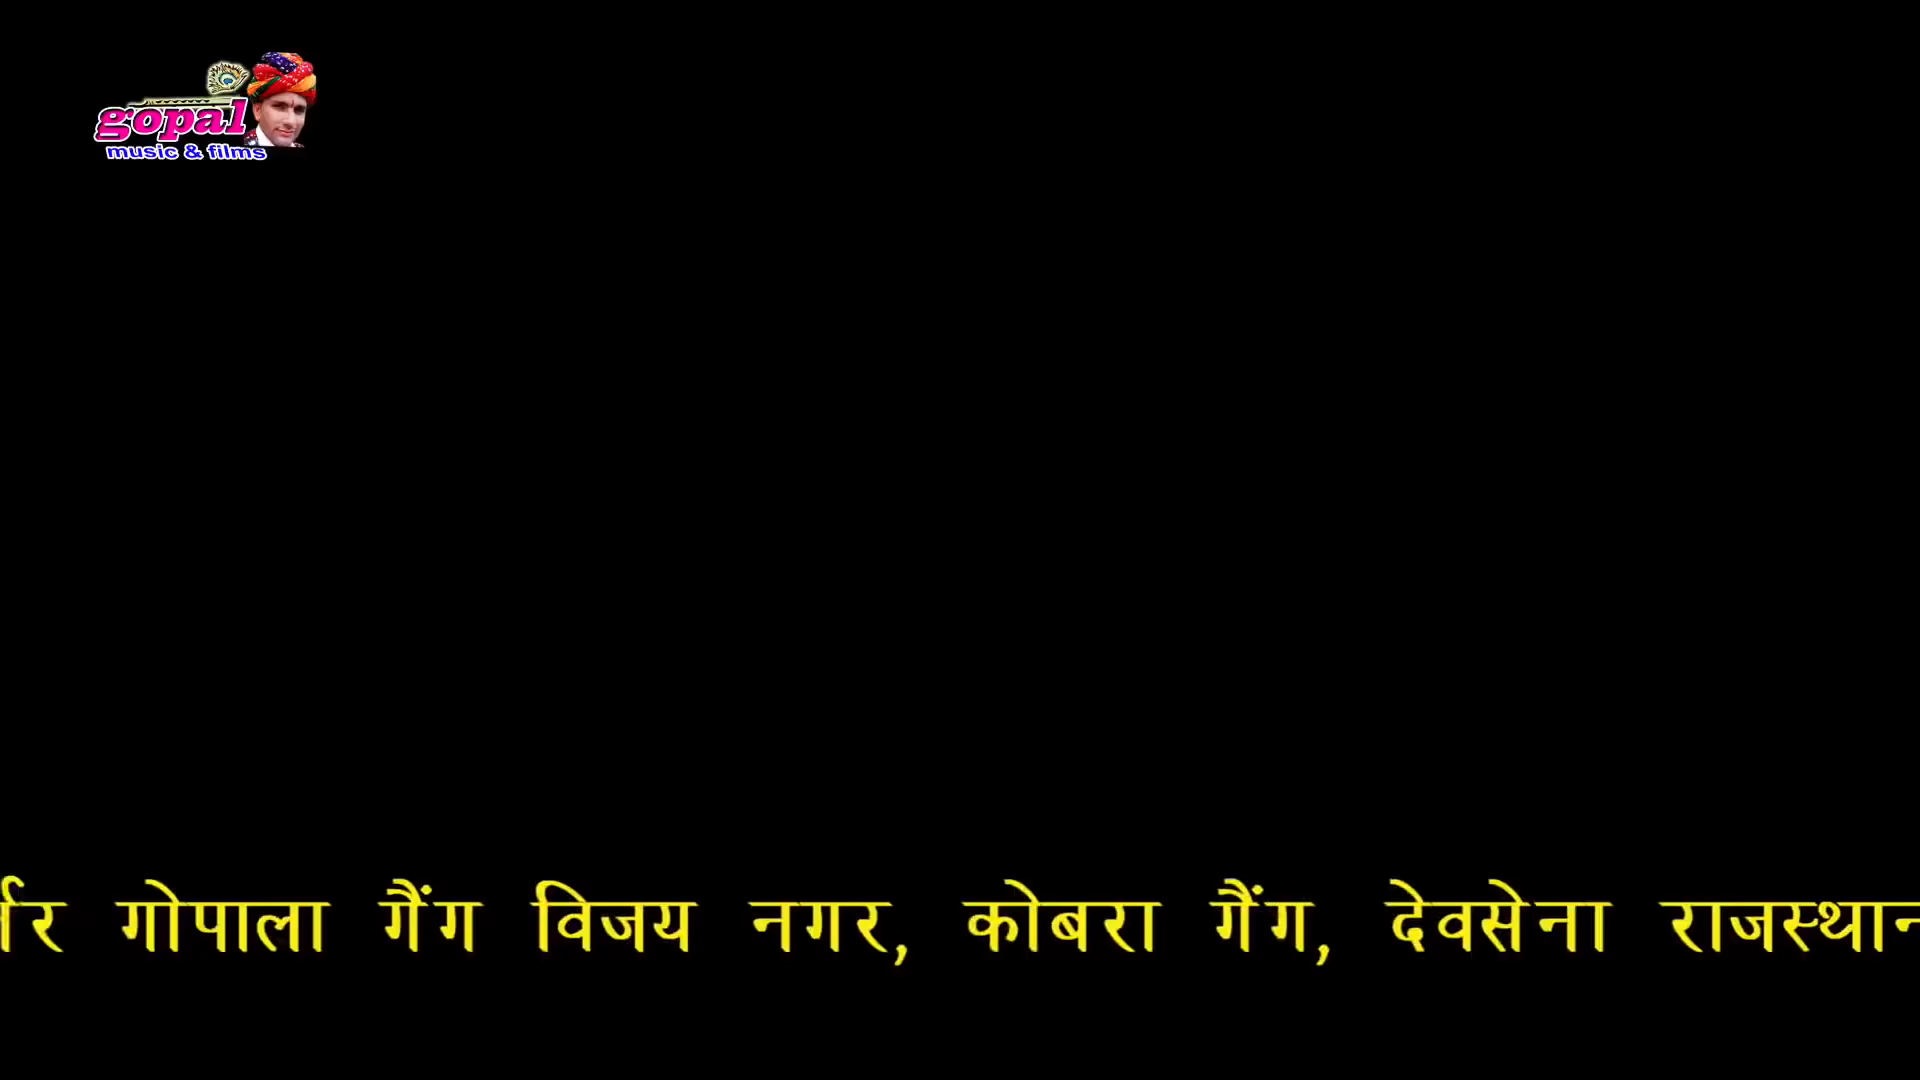 gopal
music & films
गोपाला गैंग विजय नगर, कोबरा गैंग, देवसेना राजस्थान